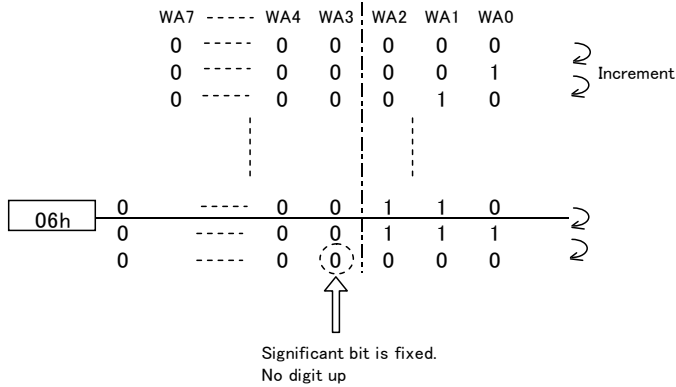 WA7 ----- WA4 WA3 WA2 WA1 WA0
0 ----- 0 0 0 0 0
0 ----- 0 0 0 0 1
Increment
0 ----- 0 0 0 1 0
0 ----- 0 0 1 1 0
06h
0 ----- 0 0 1 1 1
0 ----- 0 0 0 0 0
Significant bit is fixed.
No digit up